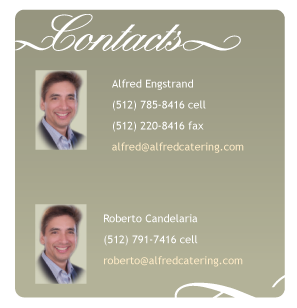 Contacts
Alfred Engstrand
(512) 785-8416 cell
(512) 220-8416 fax
alfred@alfredcatering.com
Roberto Candelaria
(512) 791-7416 cell
roberto@alfredcatering.com